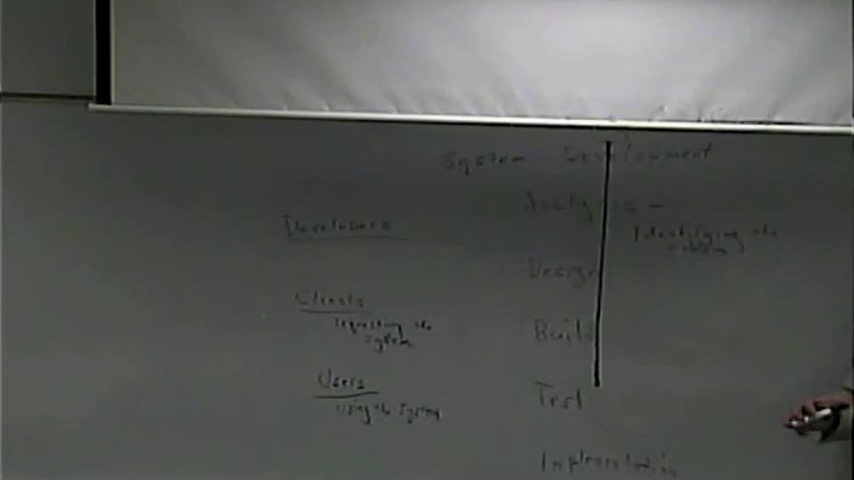 System Development
Analysis -
Identifying the
problem
Developers
Design
Clients
requesting the
system
Build
Users
using the system
Test
Implementation